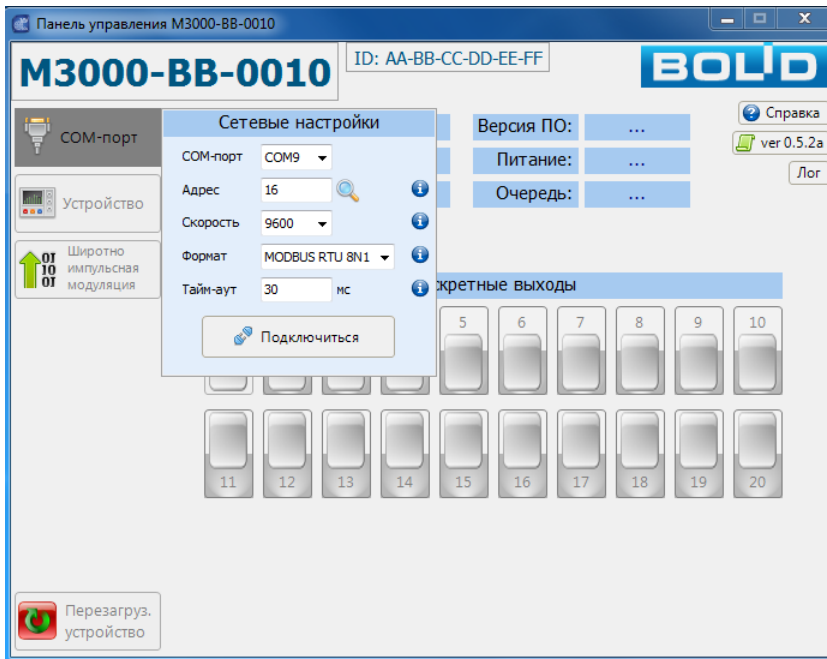 Панель управления М3000-ВВ-0010
М3000-ВВ-0010
ID: AA-BB-CC-DD-EE-FF
BOLID
Справка
ver 0.5.2a
Лог
COM-порт
Устройство
Широтно
импульсная
модуляция
Сетевые настройки
COM-порт COM9
Адрес 16
Скорость 9600
Формат MODBUS RTU 8N1
Тайм-аут 30 мс
Подключиться
Версия ПО: ...
Питание: ...
Очередь: ...
кретные выходы
5 6 7 8 9 10
11 12 13 14 15 16 17 18 19 20
Перезагруз.
устройство